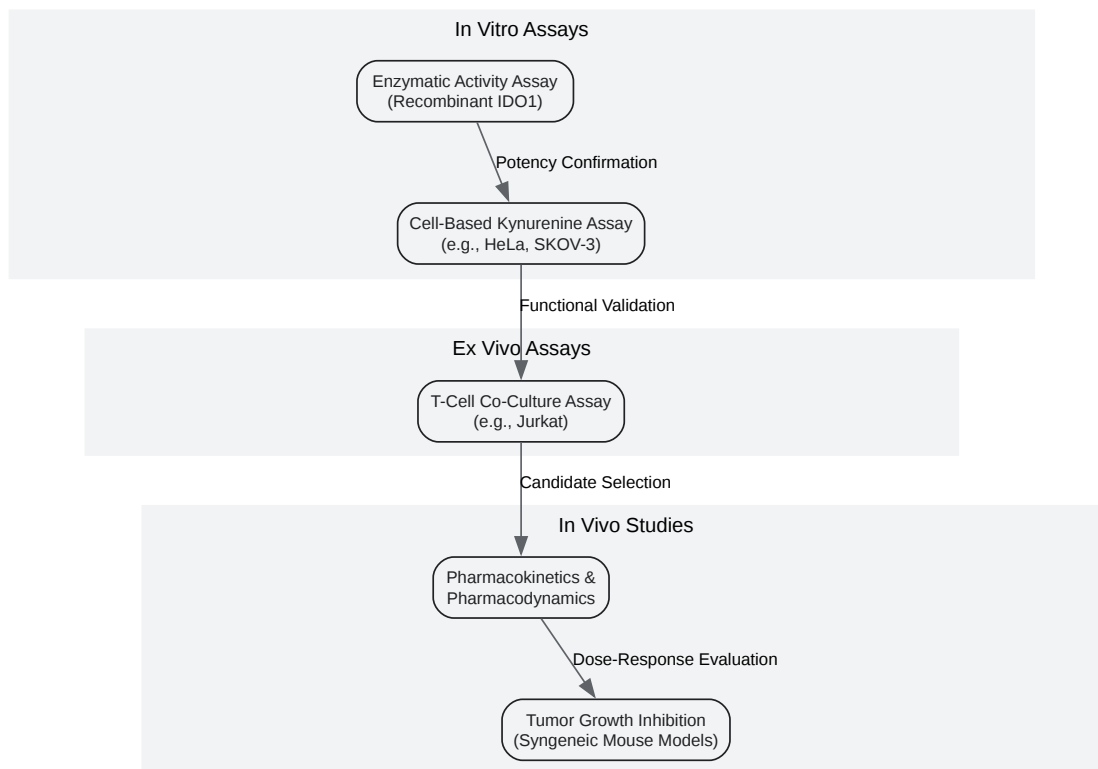 In Vitro Assays
Enzymatic Activity Assay
(Recombinant IDO1)
Potency Confirmation
Cell-Based Kynurenine Assay
(e.g., HeLa, SKOV-3)
Functional Validation
Ex Vivo Assays
T-Cell Co-Culture Assay
(e.g., Jurkat)
Candidate Selection
In Vivo Studies
Pharmacokinetics &
Pharmacodynamics
Dose-Response Evaluation
Tumor Growth Inhibition
(Syngeneic Mouse Models)